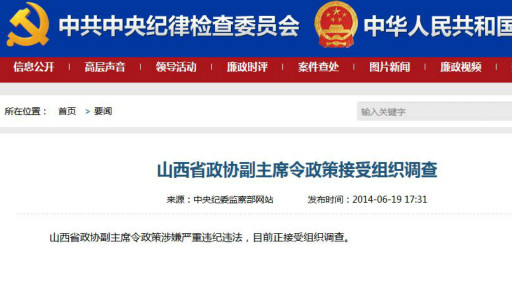 中共中央纪律检查委员会 中华人民共和国
信息公开 高层声音 领导活动 廉政时评 案件查处 图片新闻 廉政视频
所在位置： 首页 > 要闻 输入关键字
山西省政协副主席令政策接受组织调查
来源：中央纪委监察部网站 发布时间：2014-06-19 17:31
山西省政协副主席令政策涉嫌严重违纪违法，目前正接受组织调查。